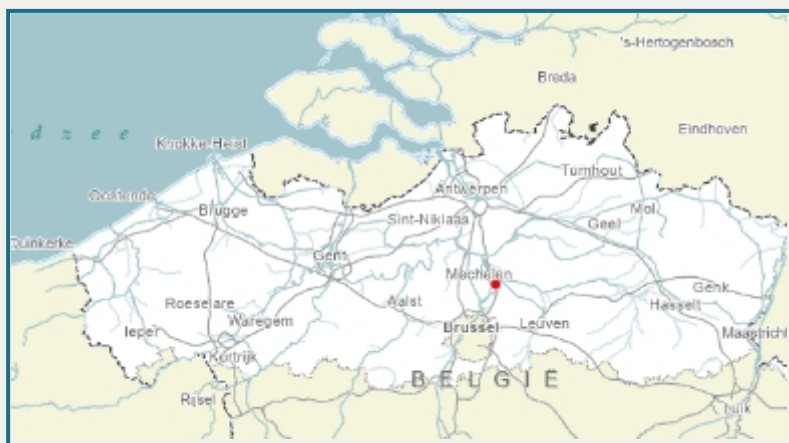 's-Hertogenbosch
Breda
d z e e
Eindhoven
Knokke-Heist
Turnhout
Antwerpen
Oostende
Brugge
Sint-Niklaas
Mol
Geel
Duinkerke
Gent
Mechelen
Genk
Roeselare
Aalst
Hasselt
Waregem
Ieper
Brussel
Leuven
Maastricht
Kortrijk
BELGIË
Rijsel
Luik